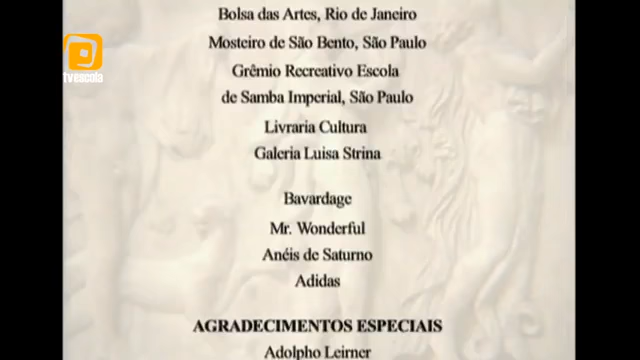 Bolsa das Artes, Rio de Janeiro
tvescola
Mosteiro de São Bento, São Paulo
Grêmio Recreativo Escola
de Samba Imperial, São Paulo
Livraria Cultura
Galeria Luisa Strina
Bavardage
Mr. Wonderful
Anéis de Saturno
Adidas
AGRADECIMENTOS ESPECIAIS
Adolpho Leirner